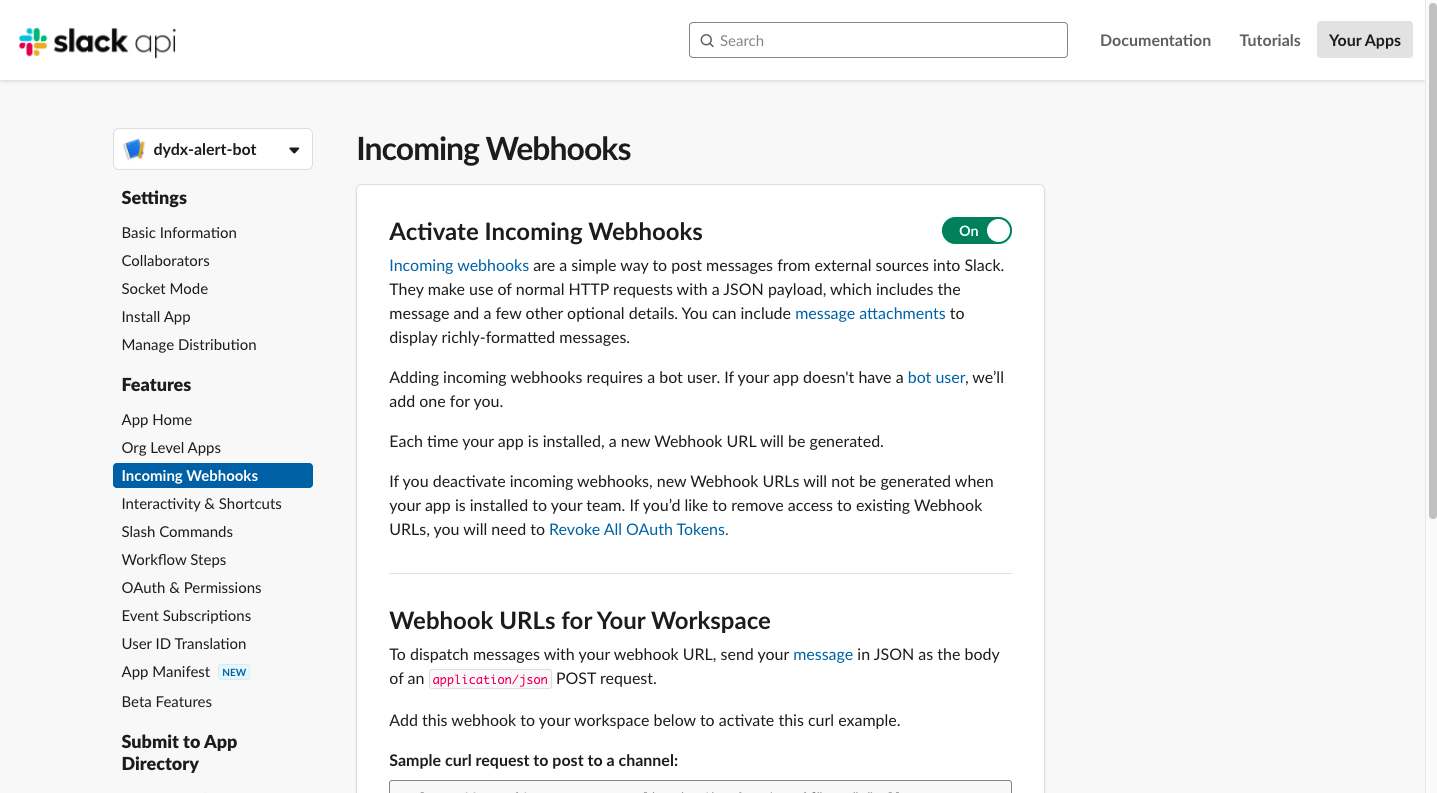 slack api
Search
Documentation
Tutorials
Your Apps
dydx-alert-bot
Settings
Basic Information
Collaborators
Socket Mode
Install App
Manage Distribution
Features
App Home
Org Level Apps
Incoming Webhooks
Interactivity & Shortcuts
Slash Commands
Workflow Steps
OAuth & Permissions
Event Subscriptions
User ID Translation
App Manifest NEW
Beta Features
Submit to App
Directory
Incoming Webhooks
Activate Incoming Webhooks
On
Incoming webhooks are a simple way to post messages from external sources into Slack.
They make use of normal HTTP requests with a JSON payload, which includes the
message and a few other optional details. You can include message attachments to
display richly-formatted messages.
Adding incoming webhooks requires a bot user. If your app doesn't have a bot user, we’ll
add one for you.
Each time your app is installed, a new Webhook URL will be generated.
If you deactivate incoming webhooks, new Webhook URLs will not be generated when
your app is installed to your team. If you’d like to remove access to existing Webhook
URLs, you will need to Revoke All OAuth Tokens.
Webhook URLs for Your Workspace
To dispatch messages with your webhook URL, send your message in JSON as the body
of an application/json POST request.
Add this webhook to your workspace below to activate this curl example.
Sample curl request to post to a channel: